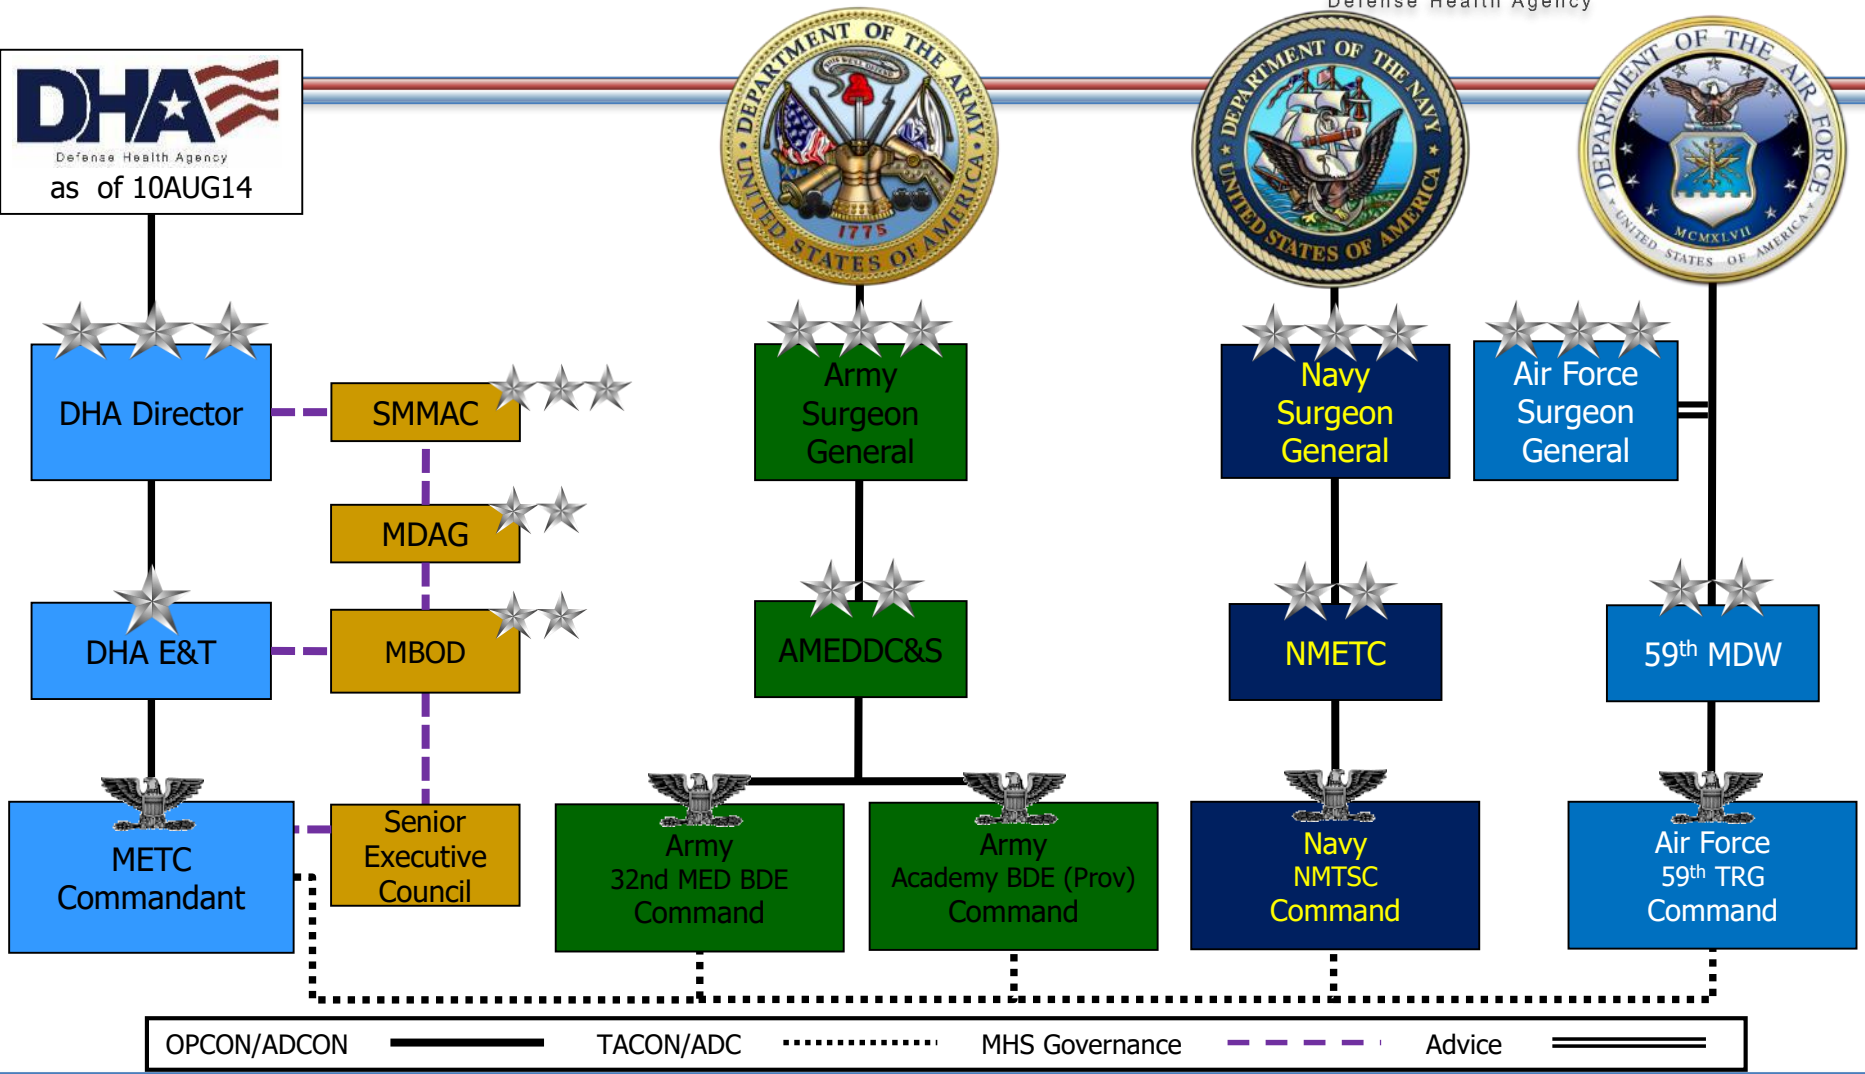 Defense Health Agency
DHA
Defense Health Agency
as of 10AUG14
DEPARTMENT OF THE ARMY
THIS WE'LL DEFEND
1775
UNITED STATES OF AMERICA
DEPARTMENT OF THE NAVY
UNITED STATES OF AMERICA
DEPARTMENT OF THE AIR FORCE
MCMXLVII
UNITED STATES OF AMERICA
DHA Director
SMMAC
MDAG
DHA E&T
MBOD
METC
Commandant
Senior
Executive
Council
Army
Surgeon
General
AMEDDC&S
Army
32nd MED BDE
Command
Army
Academy BDE (Prov)
Command
Navy
Surgeon
General
NMETC
Navy
NMTSC
Command
Air Force
Surgeon
General
59th MDW
Air Force
59th TRG
Command
OPCON/ADCON
TACON/ADC
MHS Governance
Advice